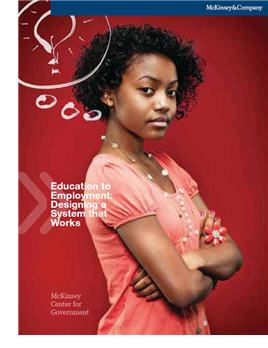 McKinsey&Company
Education to
Employment:
Designing a
System that
Works
McKinsey
Center for
Government